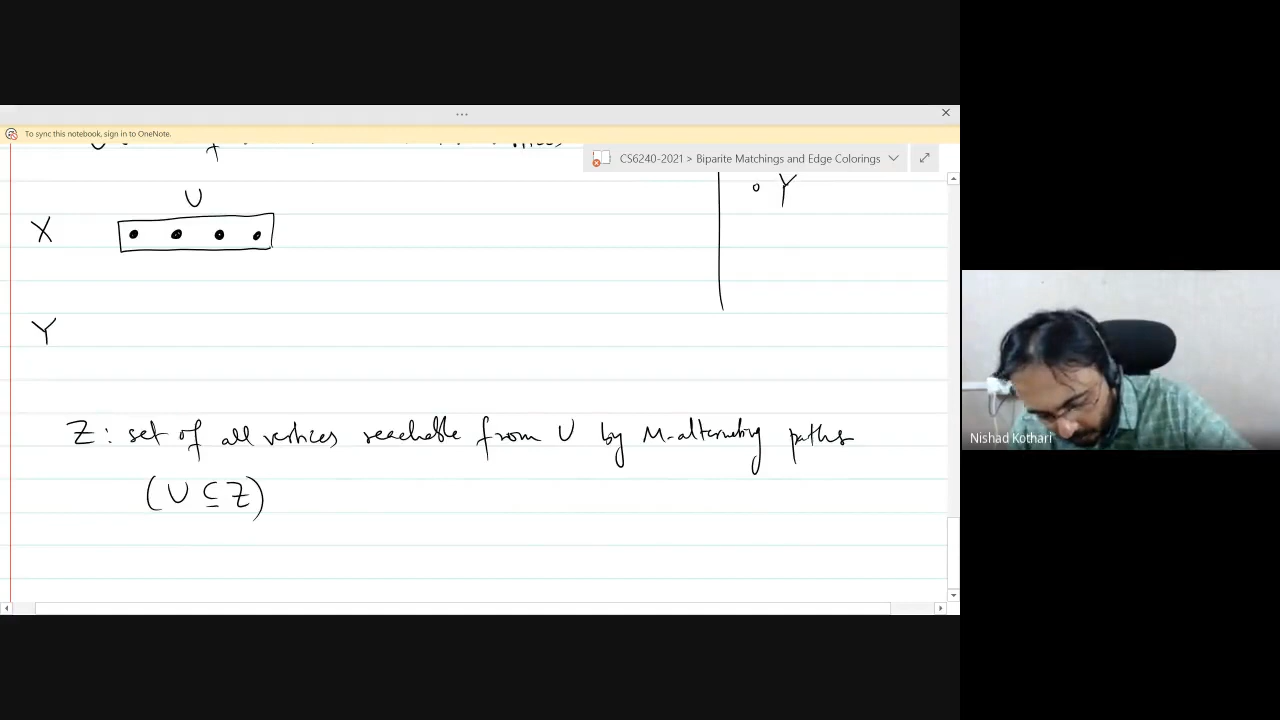 To sync this notebook, sign in to OneNote.
CS6240-2021 > Biparite Matchings and Edge Colorings
U
Y
X
Y
Z: set of all vertices reachable from U by M-alternating paths
(U ⊆ Z)
Nishad Kothari